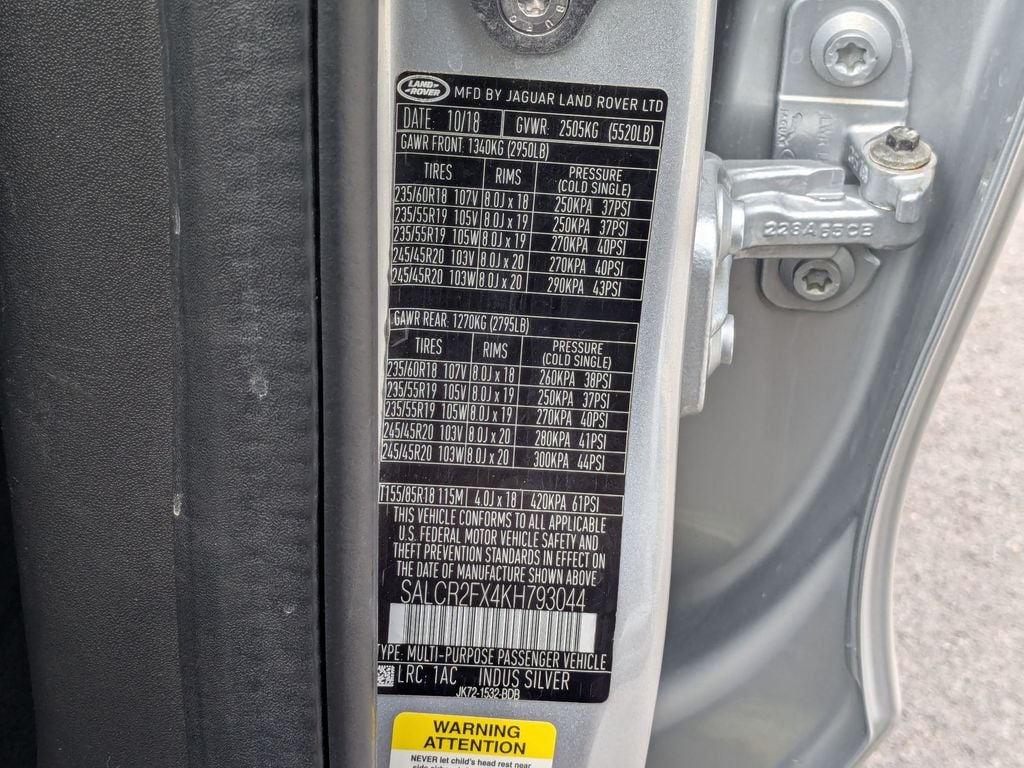 LAND ROVER
MFD BY JAGUAR LAND ROVER LTD
DATE 10/18 GVWR: 2505KG (5520LB)
GAWR FRONT: 1340KG (2950LB)
TIRES RIMS PRESSURE (COLD SINGLE)
235/60R18 107V 8.0J x 18 250KPA 37PSI
235/55R19 105V 8.0J x 19 250KPA 37PSI
235/55R19 105W 8.0J x 19 270KPA 40PSI
245/45R20 103V 8.0J x 20 270KPA 40PSI
245/45R20 103W 8.0J x 20 290KPA 43PSI
GAWR REAR: 1270KG (2795LB)
TIRES RIMS PRESSURE (COLD SINGLE)
235/60R18 107V 8.0J x 18 260KPA 38PSI
235/55R19 105V 8.0J x 19 250KPA 37PSI
235/55R19 105W 8.0J x 19 270KPA 40PSI
245/45R20 103V 8.0J x 20 280KPA 41PSI
245/45R20 103W 8.0J x 20 300KPA 44PSI
T155/85R18 115M 4.0J x 18 420KPA 61PSI
THIS VEHICLE CONFORMS TO ALL APPLICABLE
U.S. FEDERAL MOTOR VEHICLE SAFETY AND
THEFT PREVENTION STANDARDS IN EFFECT ON
THE DATE OF MANUFACTURE SHOWN ABOVE
SALCR2FX4KH793044
TYPE: MULTI-PURPOSE PASSENGER VEHICLE
LRC: 1AC INDUS SILVER
JK72-1532-BDB
WARNING
ATTENTION
NEVER let child's head rest near
223A65CB